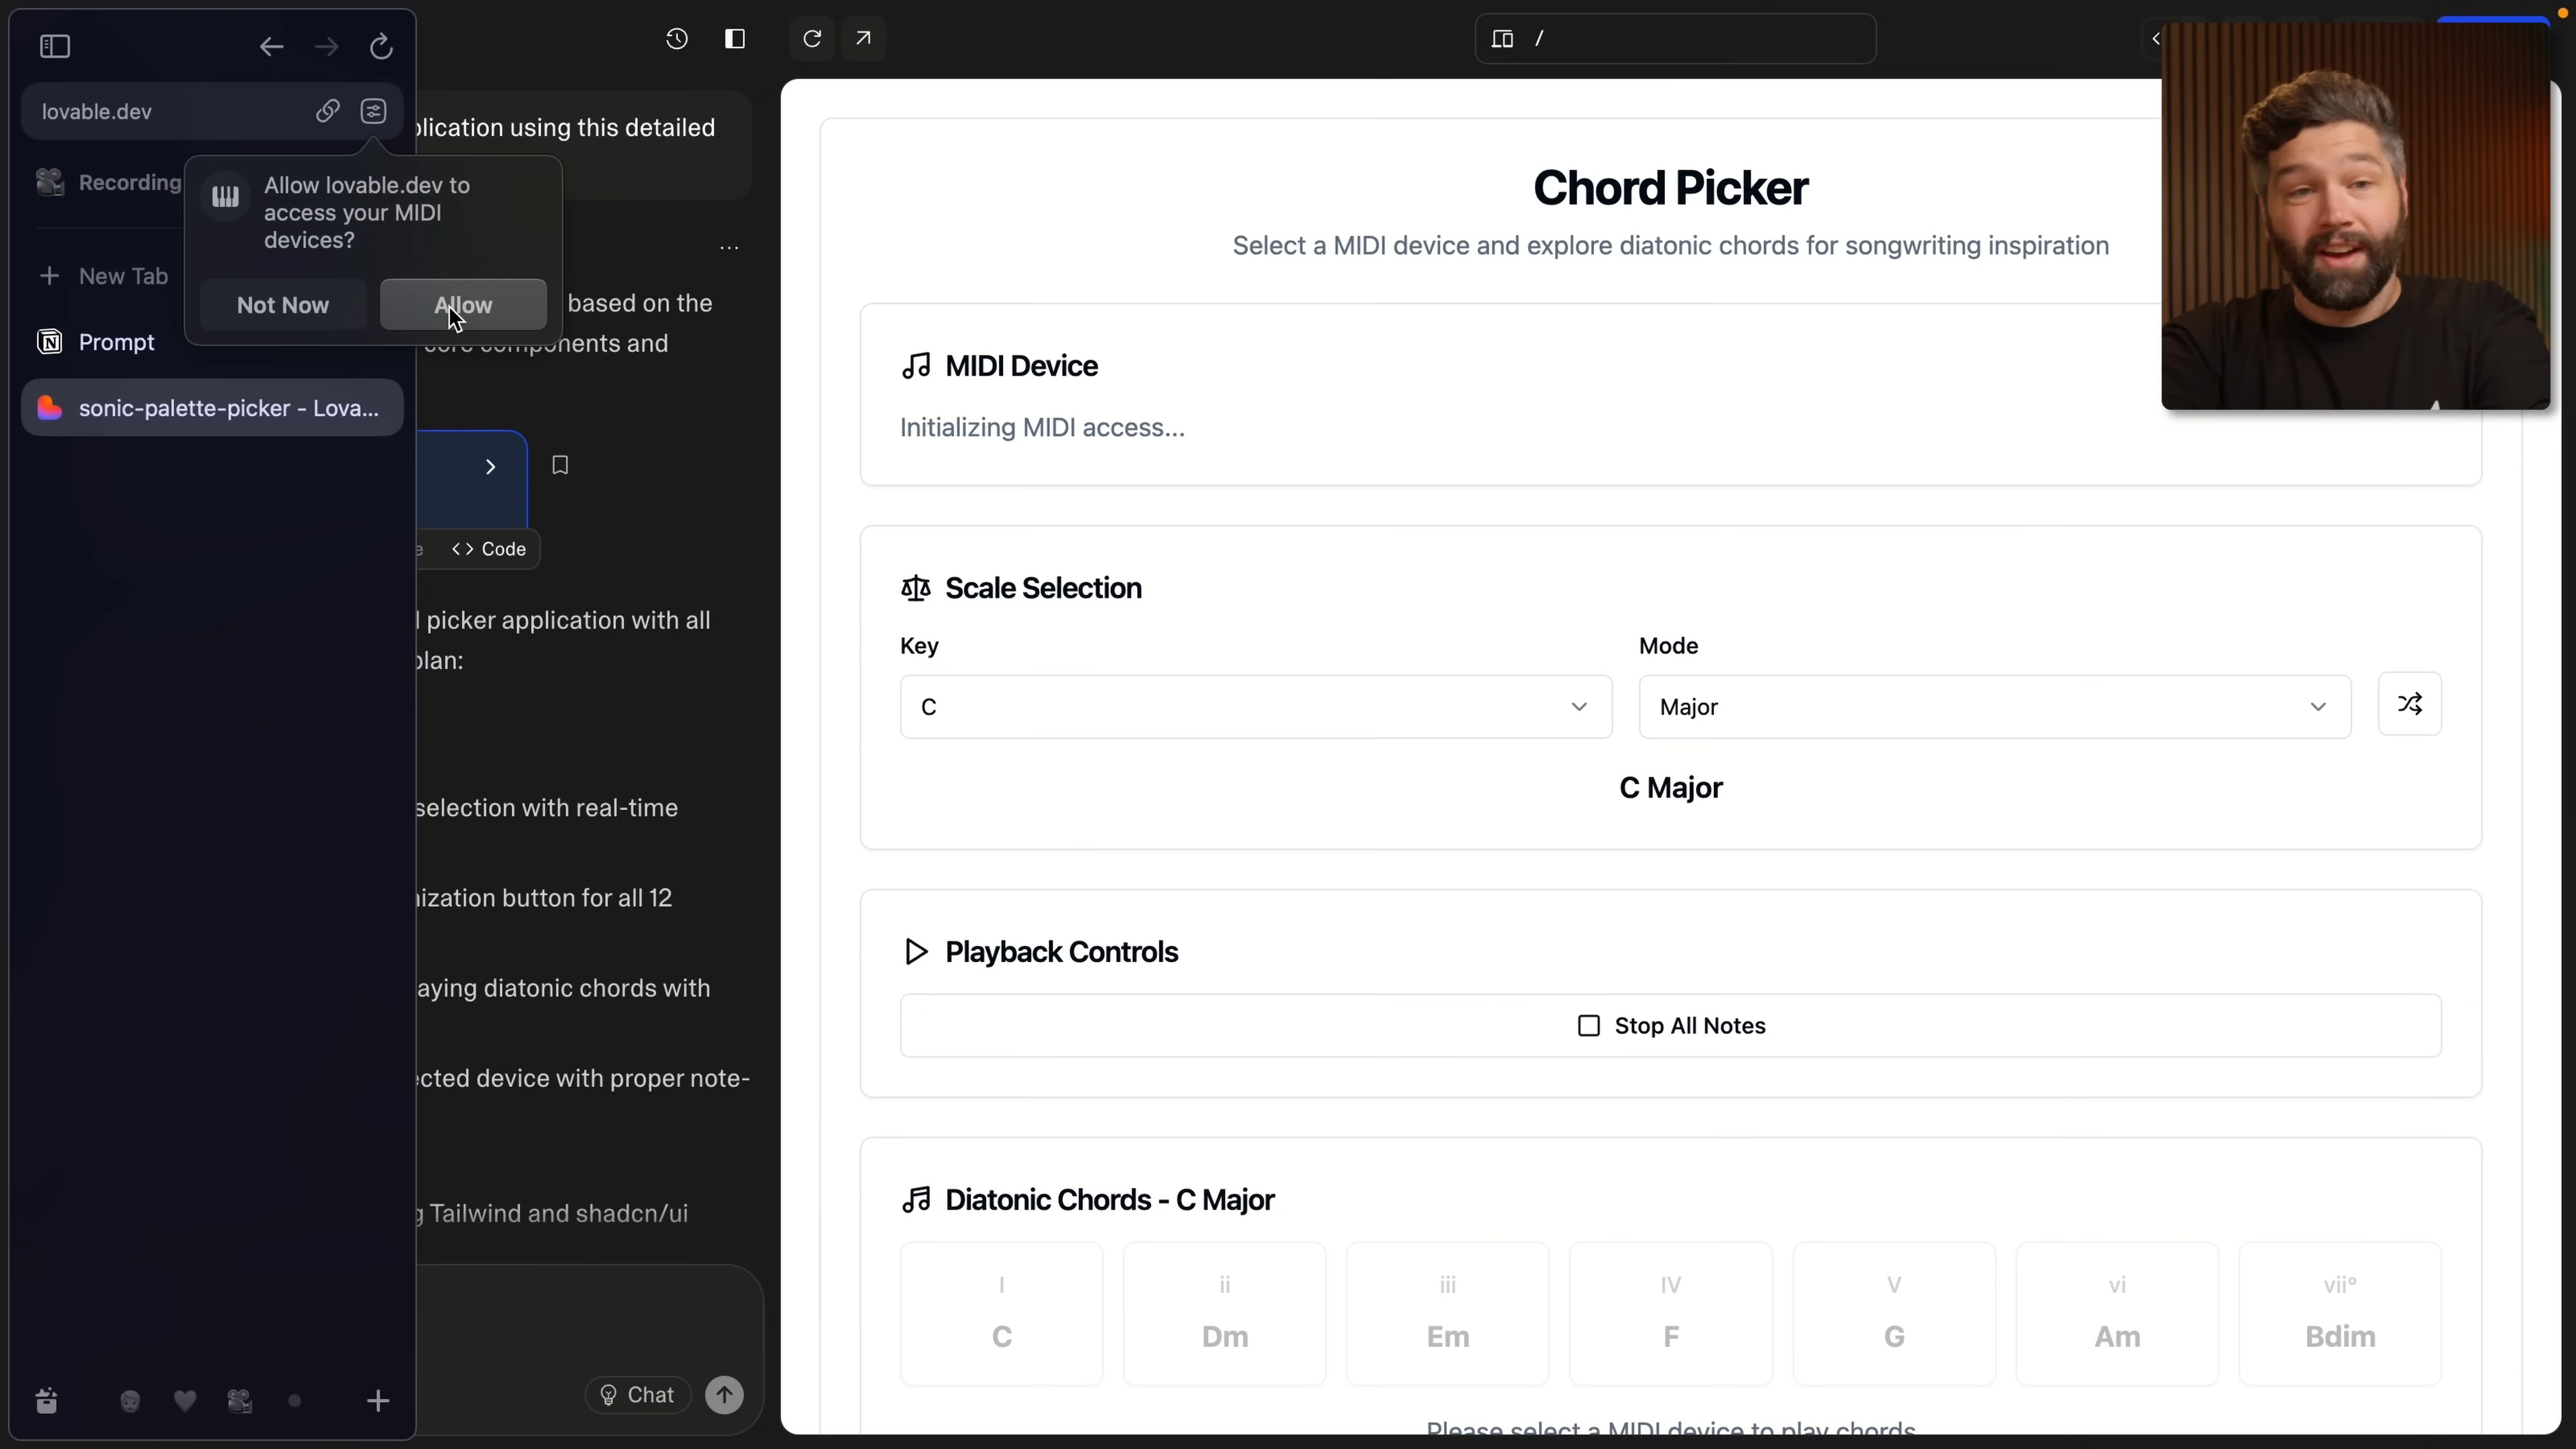 lovable.dev
Recording
Allow lovable.dev to
access your MIDI
devices?
Not Now
Allow
New Tab
Prompt
sonic-palette-picker - Lova...
using this detailed
based on the
components and
Code
picker application with all
plan:
selection with real-time
button for all 12
diatonic chords with
device with proper note-
Tailwind and shadcn/ui
Chat
/
Chord Picker
Select a MIDI device and explore diatonic chords for songwriting inspiration
MIDI Device
Initializing MIDI access...
Scale Selection
Key
Mode
C
Major
C Major
Playback Controls
Stop All Notes
Diatonic Chords - C Major
I
ii
iii
IV
V
vi
vii°
C
Dm
Em
F
G
Am
Bdim
Please select a MIDI device to play chords